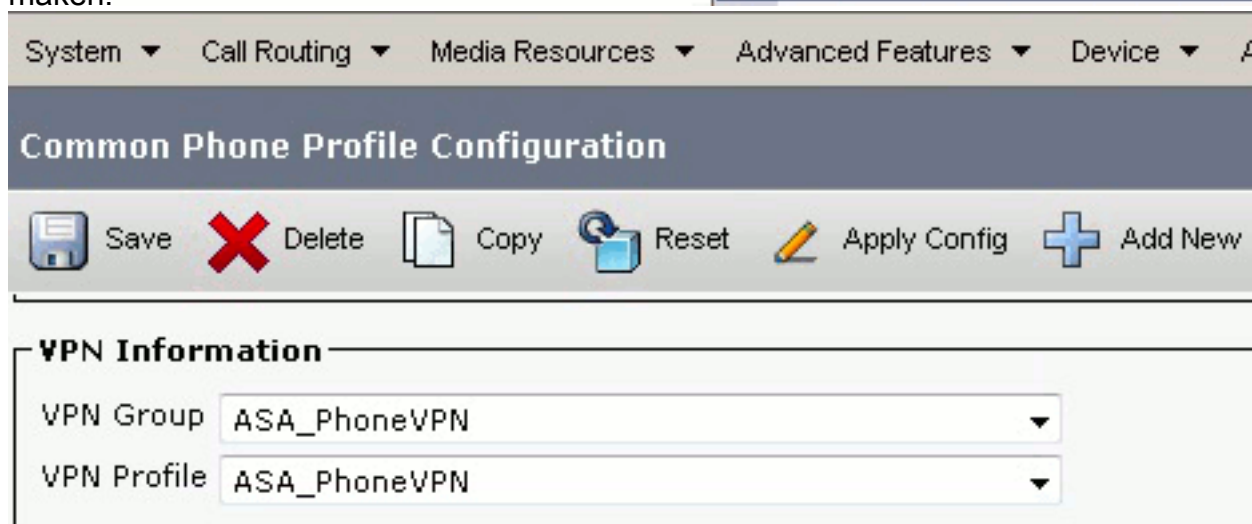 maken.
System Call Routing Media Resources Advanced Features Device
Common Phone Profile Configuration
Save Delete Copy Reset Apply Config Add New
VPN Information
VPN Group ASA_PhoneVPN
VPN Profile ASA_PhoneVPN